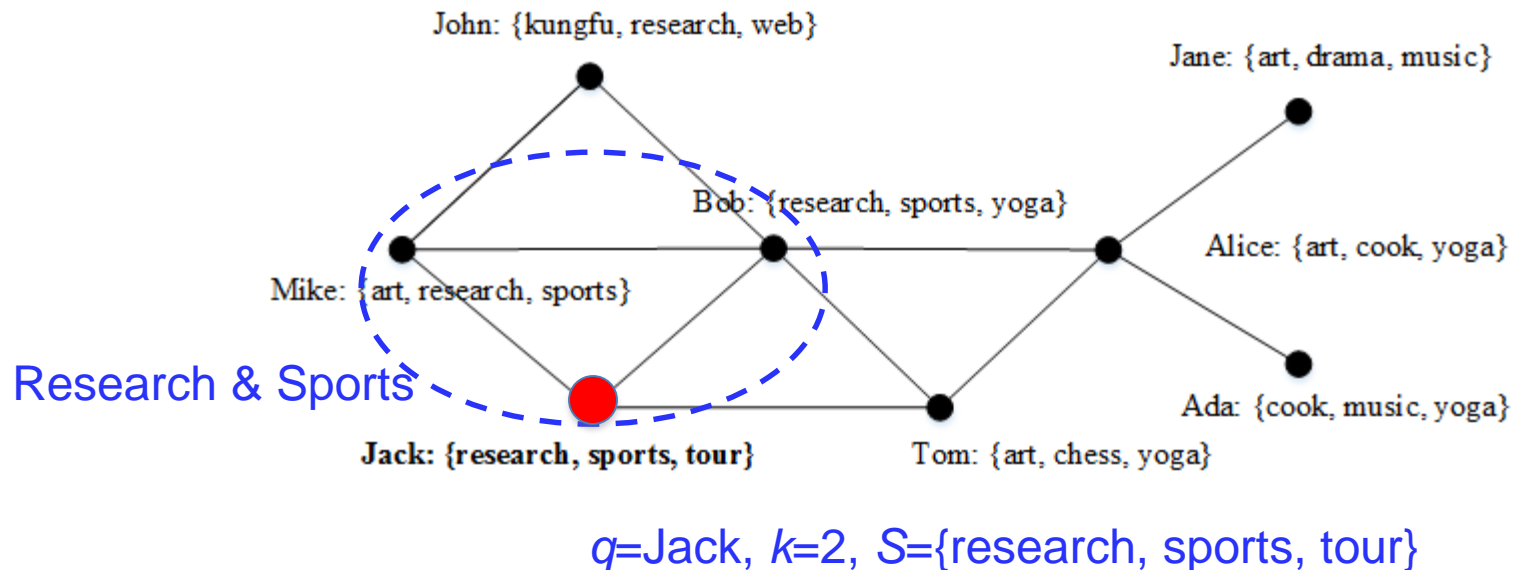 John: {kungfu, research, web}
Jane: {art, drama, music}
Bob: {research, sports, yoga}
Alice: {art, cook, yoga}
Mike: {art, research, sports}
Research & Sports
Ada: {cook, music, yoga}
Jack: {research, sports, tour}
Tom: {art, chess, yoga}
q=Jack, k=2, S={research, sports, tour}